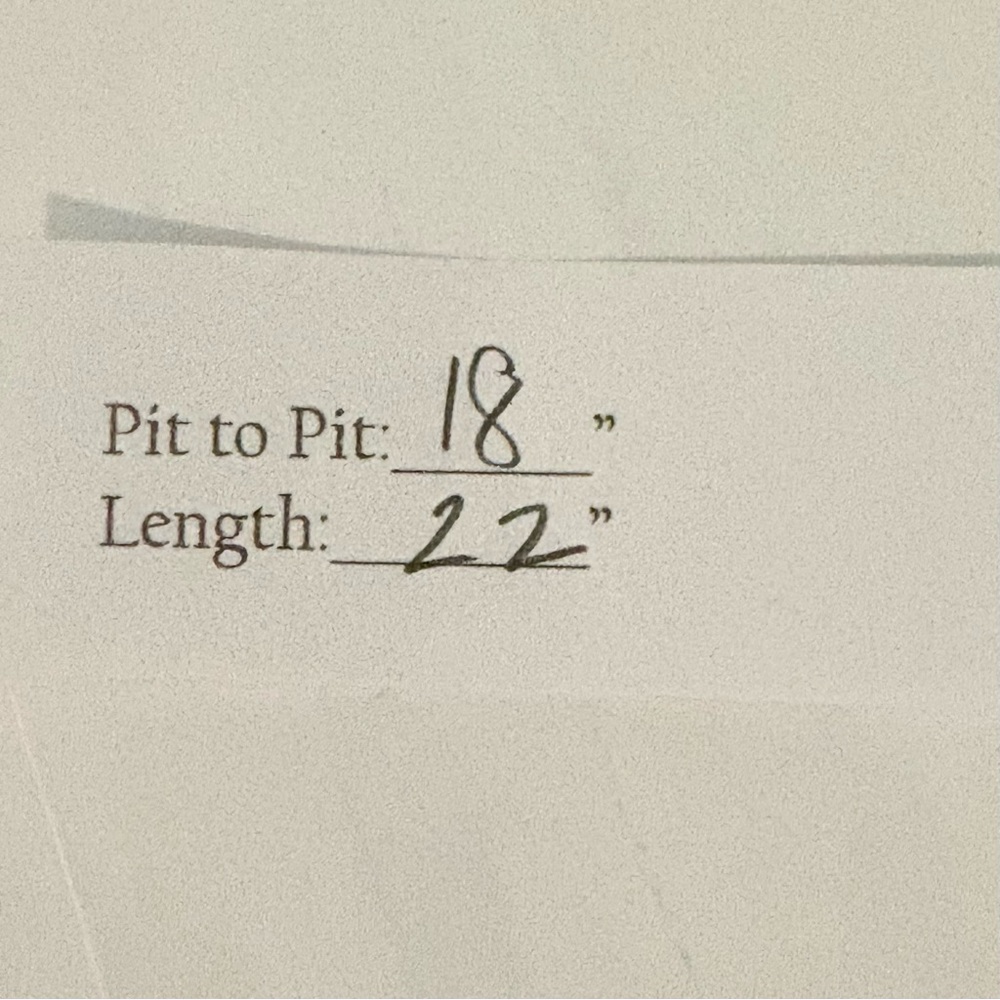 Pit to Pit: 18 ”
Length: 22”